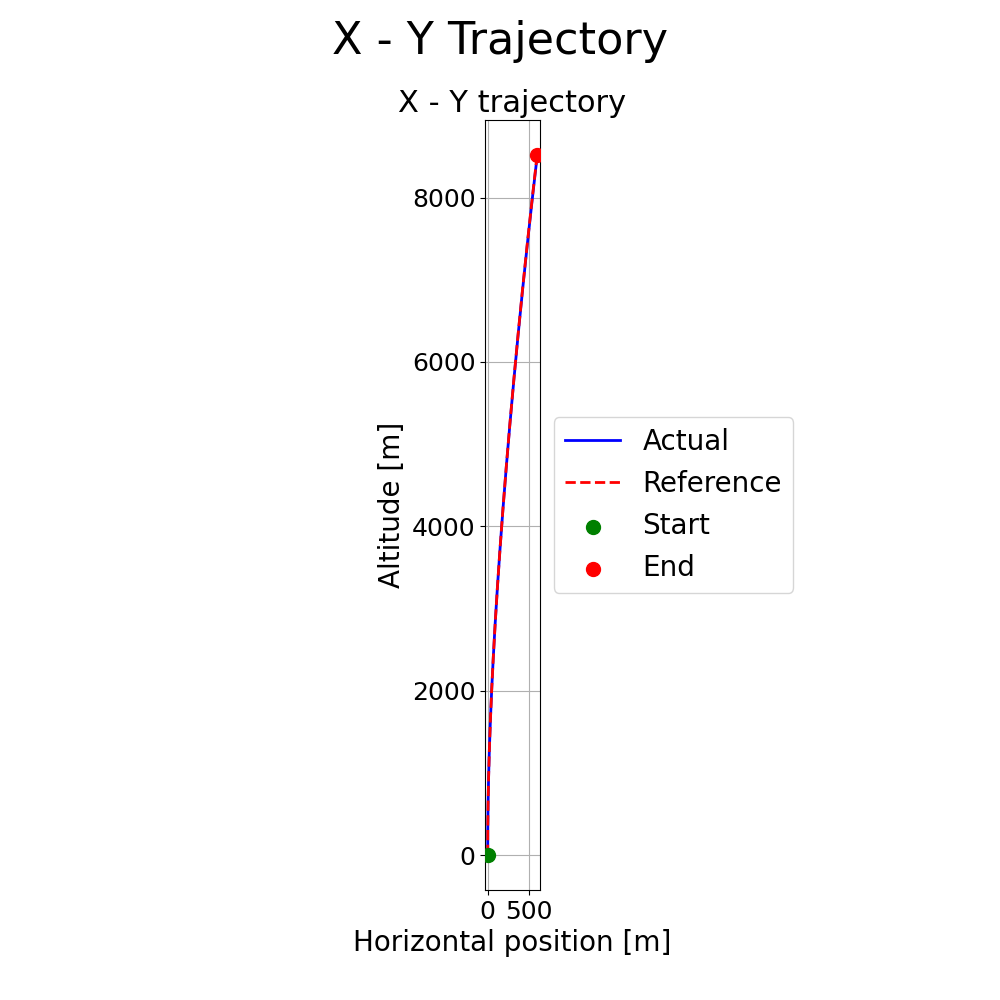 X - Y Trajectory
X - Y trajectory
8000
6000
4000
2000
0
Altitude [m]
0 500
Horizontal position [m]
Actual
Reference
Start
End